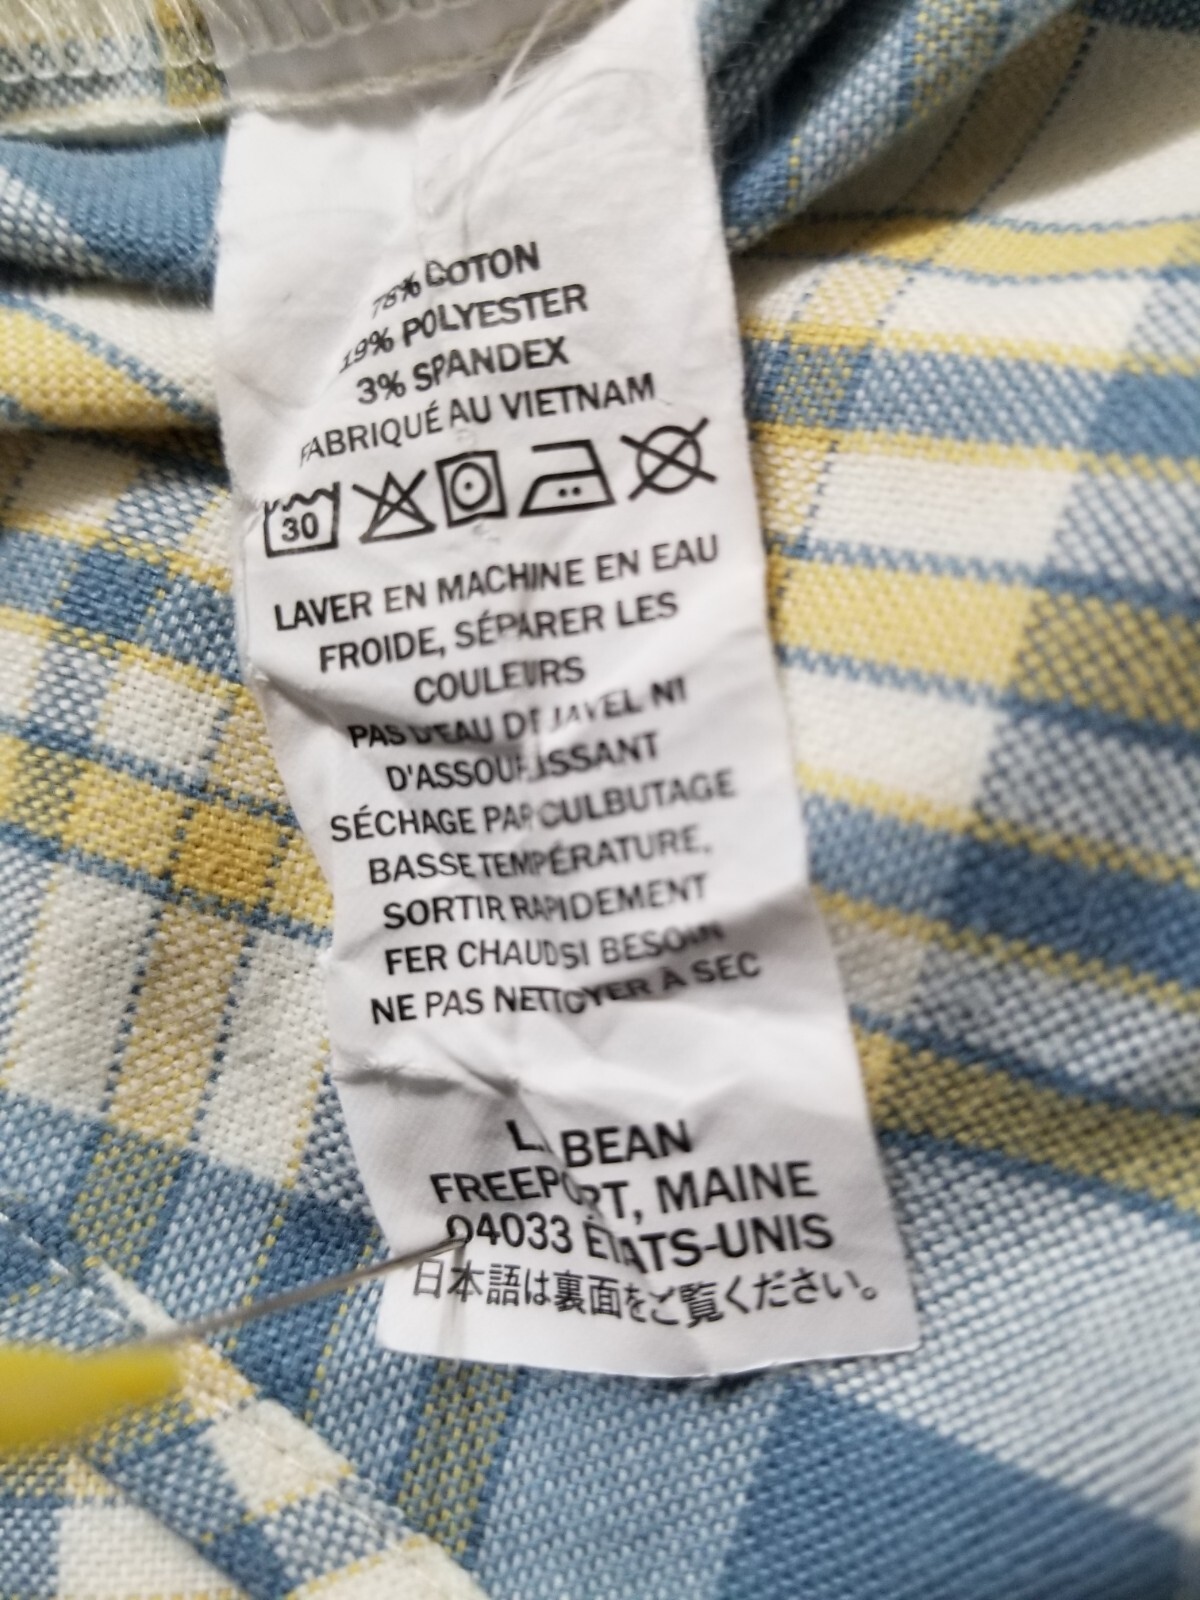 78% COTON
19% POLYESTER
3% SPANDEX
FABRIQUÉ AU VIETNAM
30
LAVER EN MACHINE EN EAU
FROIDE, SÉPARER LES
COULEURS
PAS D'EAU DE JAVEL NI
D'ASSOUPLISSANT
SÉCHAGE PAR CULBUTAGE
BASSE TEMPÉRATURE,
SORTIR RAPIDEMENT
FER CHAUD SI BESOIN
NE PAS NETTOYER À SEC
L.L.BEAN
FREEPORT, MAINE
04033 ÉTATS-UNIS
日本語は裏面をご覧ください。